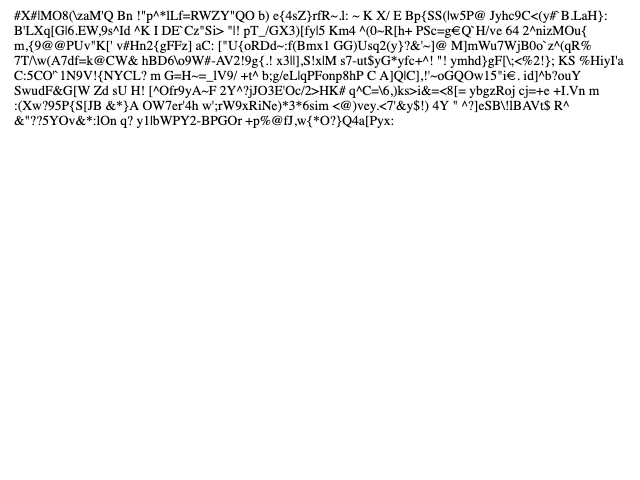 #X#|MO8(\zaM'Q Bn !"p^*lLf=RWZY"QO b) e{4sZ}rfR~.l: ~ K X/ E Bp{SS(lw5P@ Jyhc9C<(y#`B.LaH}:
B'LXq[G|6.EW,9s^Id ^K I DE`Cz"Si> "|! pT_/GX3)[fy|5 Km4 ^(0~R[h+ PSc=g€Q`H/ve 64 2^nizMOu{
m,{9@@PUv"K[' v#Hn2{gFFz] aC: ["U{oRDd~:f(Bmx1 GG)Usq2(y}?&'~]@ M]mWu7WjB0o`z^(qR%
7T/\w(A7df=k@CW& hBD6\o9W#-AV2!9g{.! x3l|],S!x|M s7-ut$yG*yfc+^! "! ymhd}gF[\;<%2!}; KS %HiyI'a
C:5CO˝1N9V!{NYCL? m G=H~=_lV9/ +t^ b;g/eL|qPFonp8hP C A]Q|C],!'~oGQOw15"i€. id]^b?ouY
SwudF&G[W Zd sU H! [^Ofr9yA~F 2Y^?jJO3E'Oc/2>HK# q^C=\6,)ks>i&=<8[= ybgzRoj cj=+e +I.Vn m
:(Xw?95P{S[JB &*}A OW7er'4h w';rW9xRiNe)*3*6sim <@)vey.<7'&y$!) 4Y " ^?]eSB\!lBAVt$ R^
&"??5YOv&*:lOn q? y1lbWPY2-BPGOr +p%@fJ,w{*O?}Q4a[Pyx: